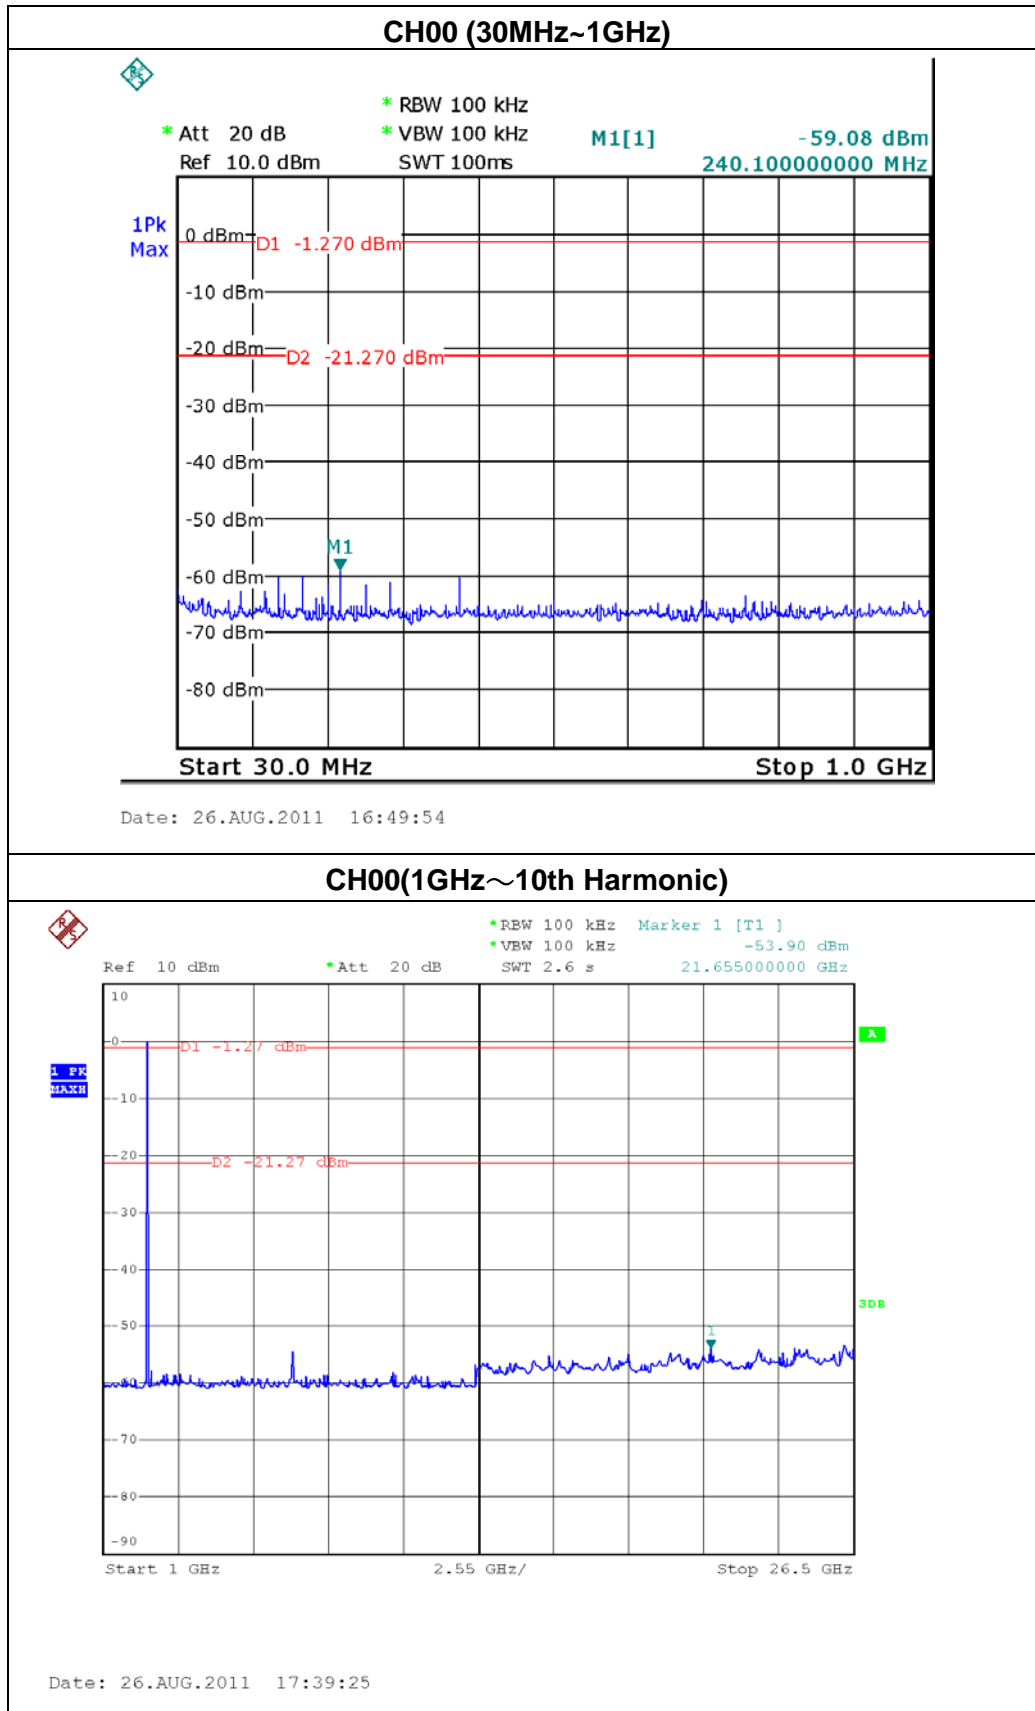 CH00 (30MHz~1GHz)
* RBW 100 kHz
* Att 20 dB * VBW 100 kHz M1[1] -59.08 dBm
Ref 10.0 dBm SWT 100ms 240.100000000 MHz
1Pk
Max
0 dBm
D1 -1.270 dBm
-10 dBm
-20 dBm
D2 -21.270 dBm
-30 dBm
-40 dBm
-50 dBm
M1
-60 dBm
-70 dBm
-80 dBm
Start 30.0 MHz Stop 1.0 GHz
Date: 26.AUG.2011 16:49:54
CH00(1GHz～10th Harmonic)
*RBW 100 kHz Marker 1 [T1 ]
*VBW 100 kHz -53.90 dBm
Ref 10 dBm *Att 20 dB SWT 2.6 s 21.655000000 GHz
10
A
0
D1 -1.27 dBm
1 PK
MAXH
-10
-20
D2 -21.27 dBm
-30
-40
3DB
-50
1
-60
-70
-80
-90
Start 1 GHz 2.55 GHz/ Stop 26.5 GHz
Date: 26.AUG.2011 17:39:25